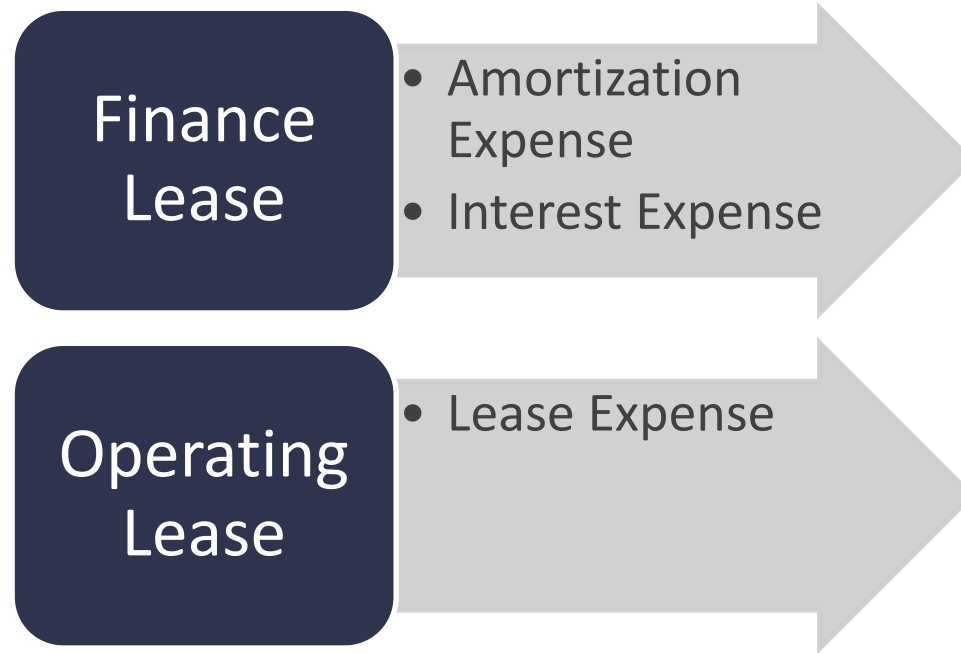 Finance
Lease
• Amortization
Expense
• Interest Expense
Operating
Lease
• Lease Expense